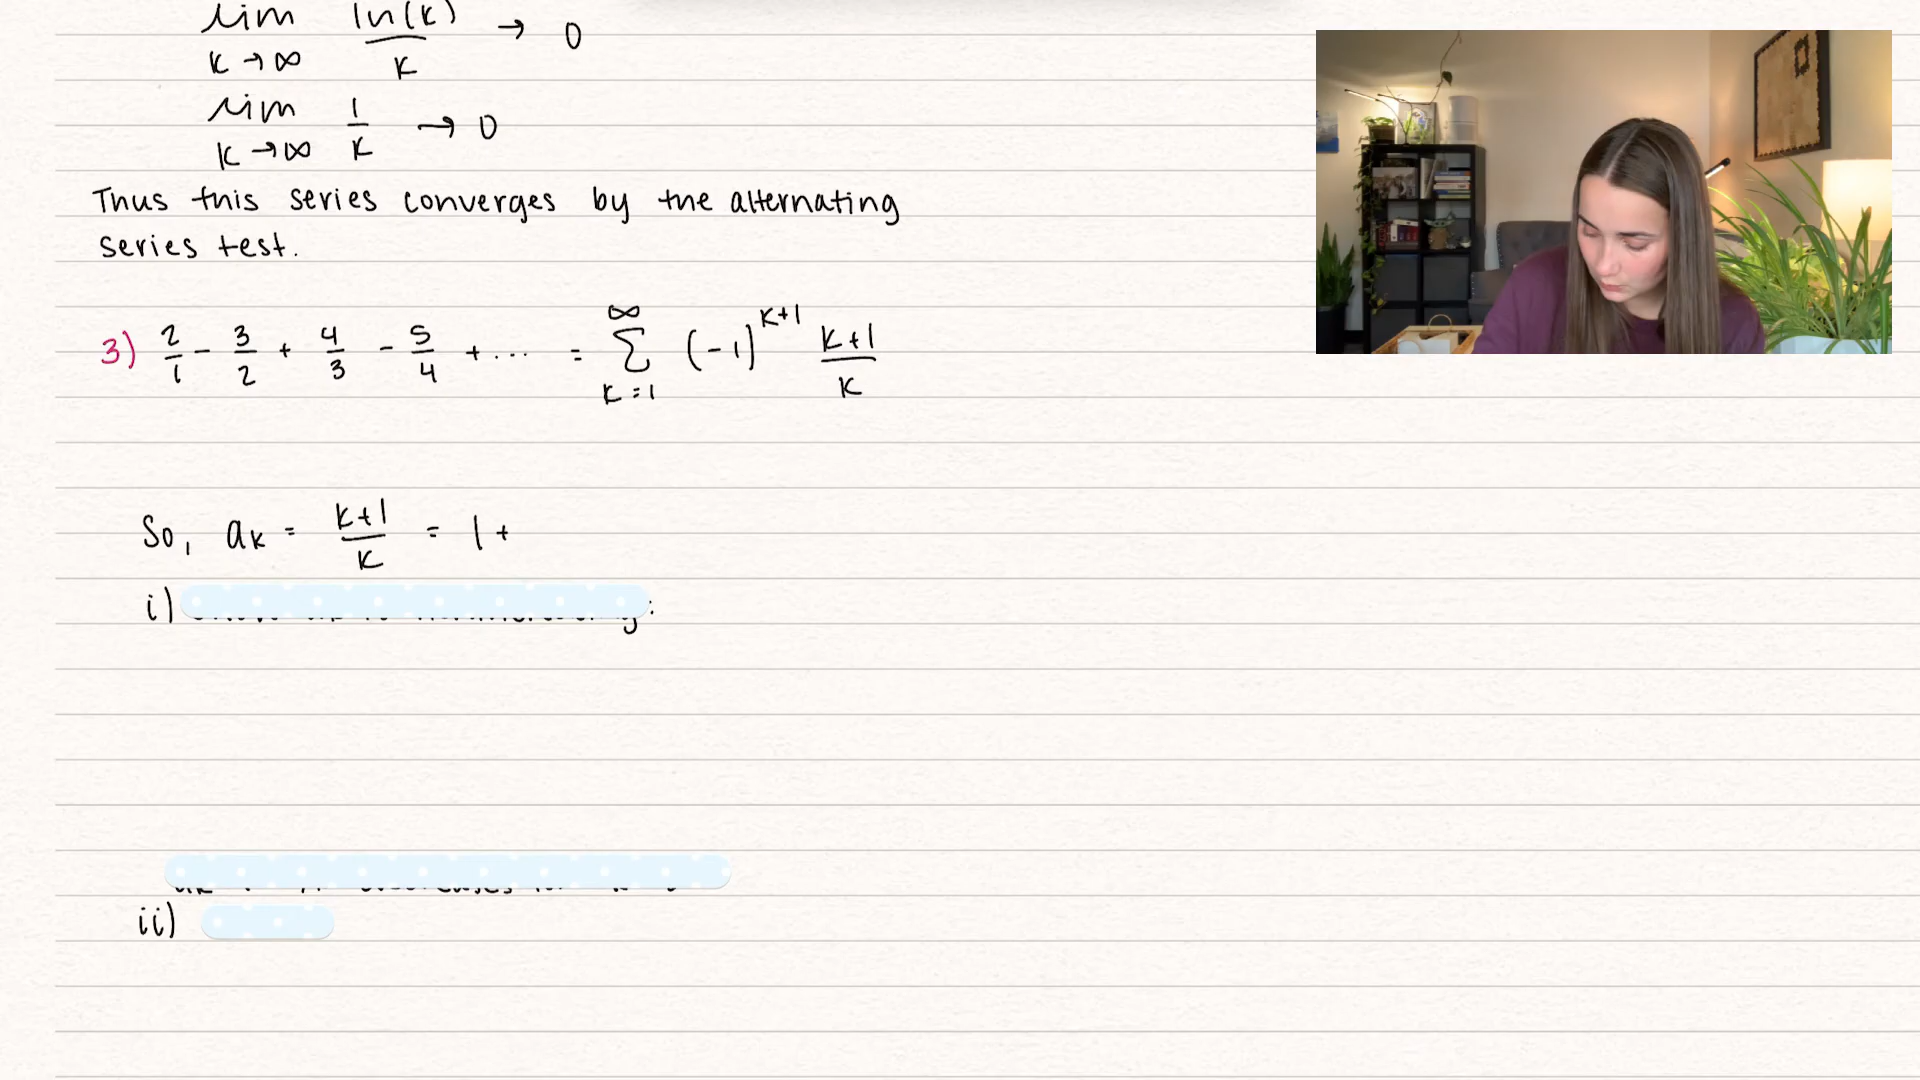 lim k→∞ ln(k)/k → 0
lim k→∞ 1/k → 0
Thus this series converges by the alternating
series test.
3) 2/1 - 3/2 + 4/3 - 5/4 + ... = ∞ Σ k=1 (-1)^k+1 k+1/k
So, ak = k+1/k = 1 +
i) :
ii)